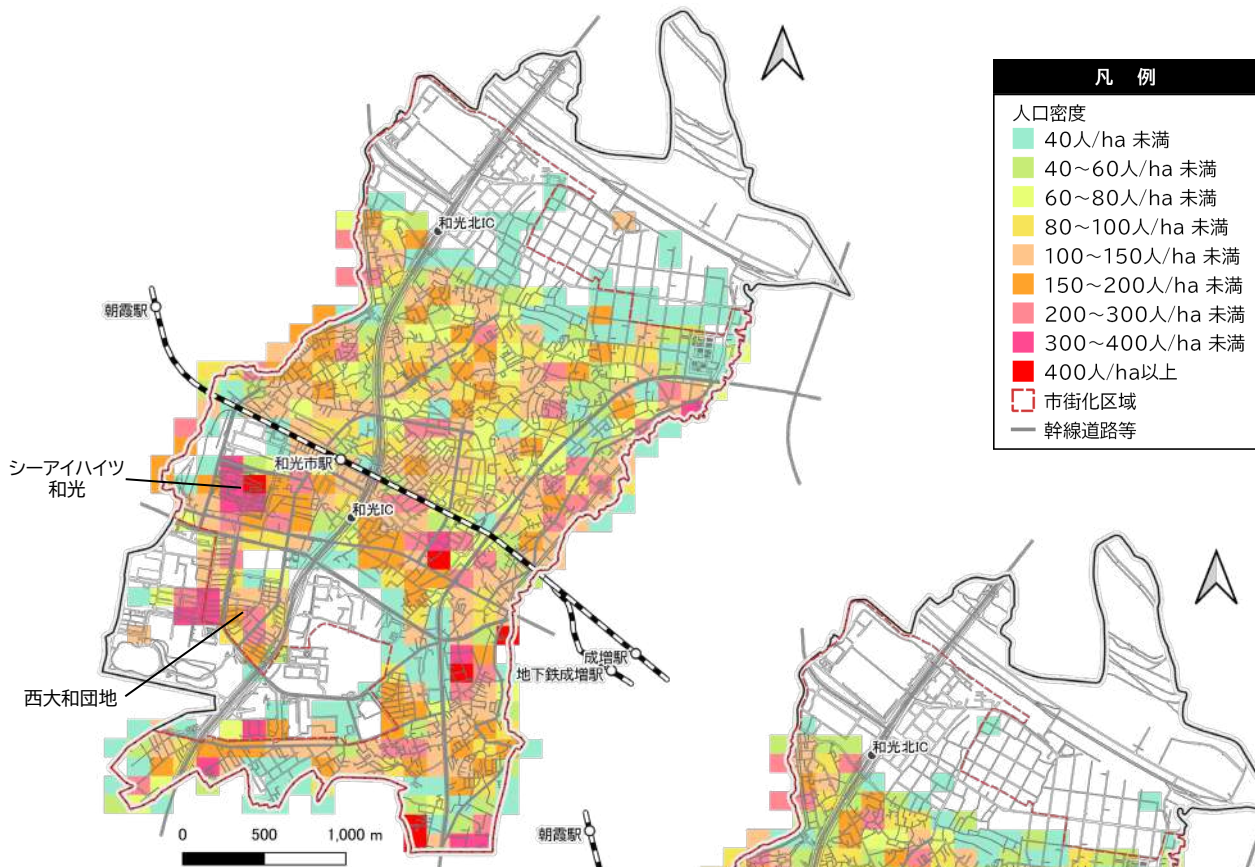 凡 例
人口密度
40人/ha 未満
40～60人/ha 未満
60～80人/ha 未満
80～100人/ha 未満
100～150人/ha 未満
150～200人/ha 未満
200～300人/ha 未満
300～400人/ha 未満
400人/ha以上
市街化区域
幹線道路等
和光北IC
朝霞駅
和光市駅
シーアイハイツ
和光
和光IC
成増駅
地下鉄成増駅
西大和団地
0 500 1,000 m
和光北IC
朝霞駅